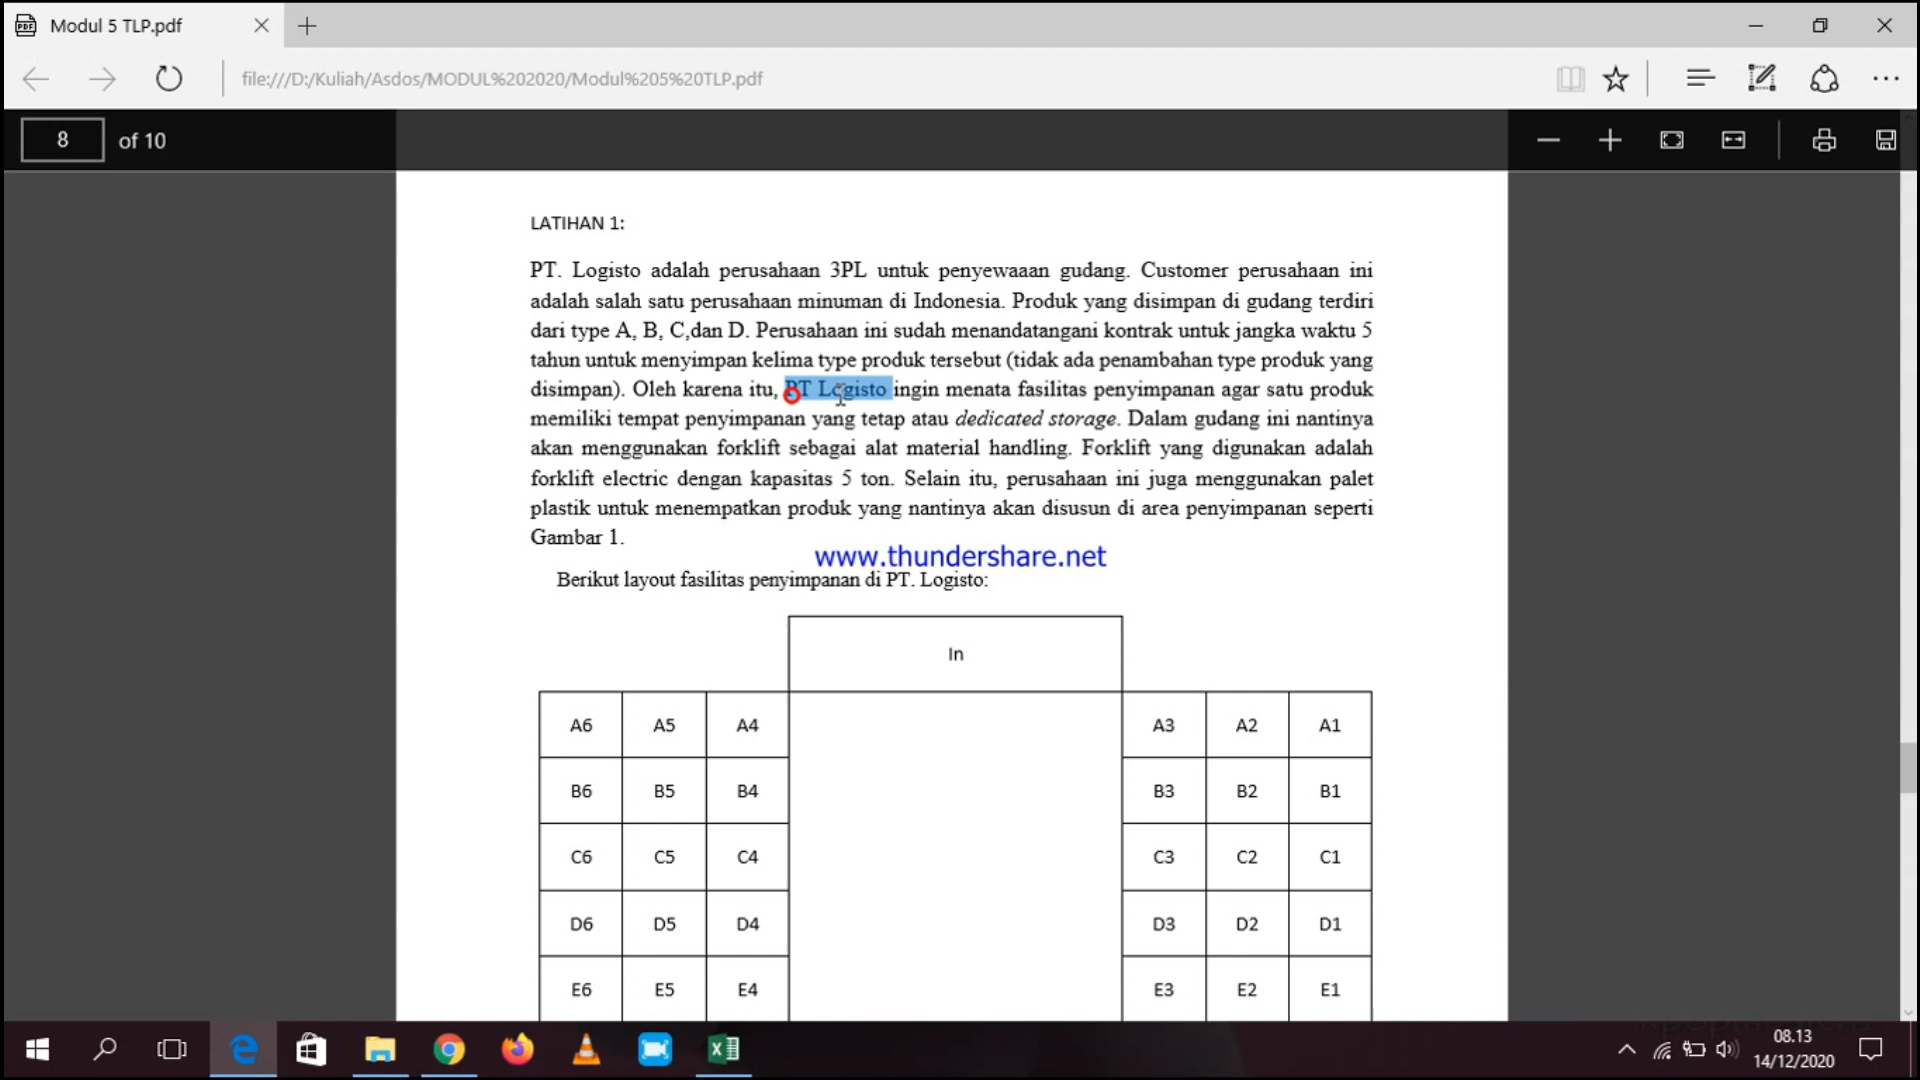 Modul 5 TLP.pdf
file:///D:/Kuliah/Asdos/MODUL%202020/Modul%205%20TLP.pdf
8 of 10
LATIHAN 1:
PT. Logisto adalah perusahaan 3PL untuk penyewaaan gudang. Customer perusahaan ini
adalah salah satu perusahaan minuman di Indonesia. Produk yang disimpan di gudang terdiri
dari type A, B, C,dan D. Perusahaan ini sudah menandatangani kontrak untuk jangka waktu 5
tahun untuk menyimpan kelima type produk tersebut (tidak ada penambahan type produk yang
disimpan). Oleh karena itu, PT Logisto ingin menata fasilitas penyimpanan agar satu produk
memiliki tempat penyimpanan yang tetap atau dedicated storage. Dalam gudang ini nantinya
akan menggunakan forklift sebagai alat material handling. Forklift yang digunakan adalah
forklift electric dengan kapasitas 5 ton. Selain itu, perusahaan ini juga menggunakan palet
plastik untuk menempatkan produk yang nantinya akan disusun di area penyimpanan seperti
Gambar 1.
www.thundershare.net
Berikut layout fasilitas penyimpanan di PT. Logisto:
In
A6 A5 A4 A3 A2 A1
B6 B5 B4 B3 B2 B1
C6 C5 C4 C3 C2 C1
D6 D5 D4 D3 D2 D1
E6 E5 E4 E3 E2 E1
08.13
14/12/2020